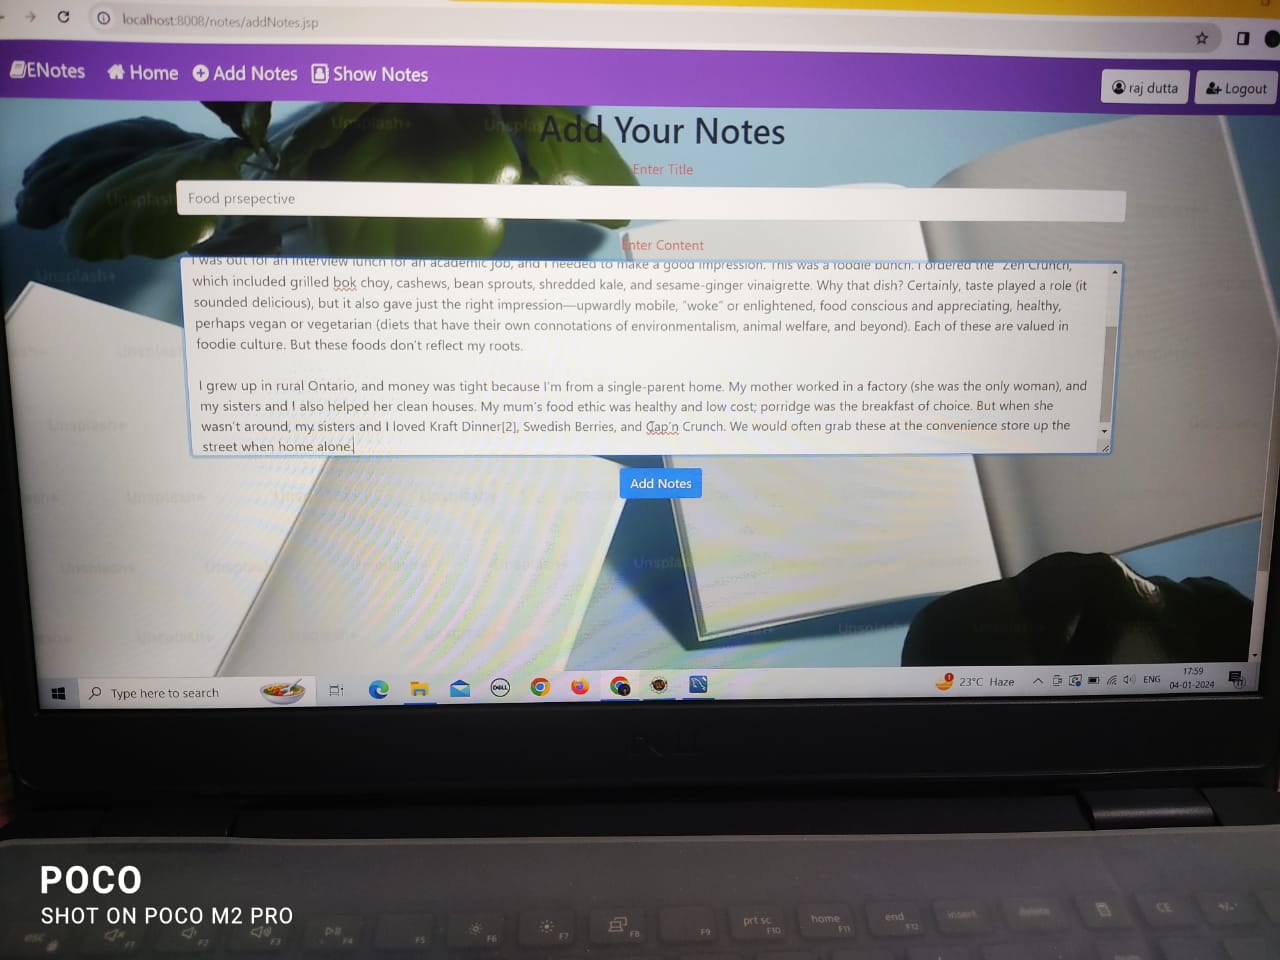 localhost:8008/notes/addNotes.jsp
ENotes Home Add Notes Show Notes
raj dutta Logout
Add Your Notes
Enter Title
Food prsepective
Enter Content
I was out for an interview lunch for an academic job, and I needed to make a good impression. This was a foodie bunch. I ordered the "Zen Crunch,
which included grilled bok choy, cashews, bean sprouts, shredded kale, and sesame-ginger vinaigrette. Why that dish? Certainly, taste played a role (it
sounded delicious), but it also gave just the right impression—upwardly mobile, "woke" or enlightened, food conscious and appreciating, healthy,
perhaps vegan or vegetarian (diets that have their own connotations of environmentalism, animal welfare, and beyond). Each of these are valued in
foodie culture. But these foods don't reflect my roots.
I grew up in rural Ontario, and money was tight because I'm from a single-parent home. My mother worked in a factory (she was the only woman), and
my sisters and I also helped her clean houses. My mum's food ethic was healthy and low cost; porridge was the breakfast of choice. But when she
wasn't around, my sisters and I loved Kraft Dinner[2], Swedish Berries, and Cap'n Crunch. We would often grab these at the convenience store up the
street when home alone.
Add Notes
Unsplash+
Type here to search
DELL
23°C Haze
ENG
17:59
04-01-2024
POCO
SHOT ON POCO M2 PRO
esc
F1
F2
F3
F4
F5
F6
F7
F8
F9
prt sc
F10
home
F11
end
F12
insert
delete
CE
+/-